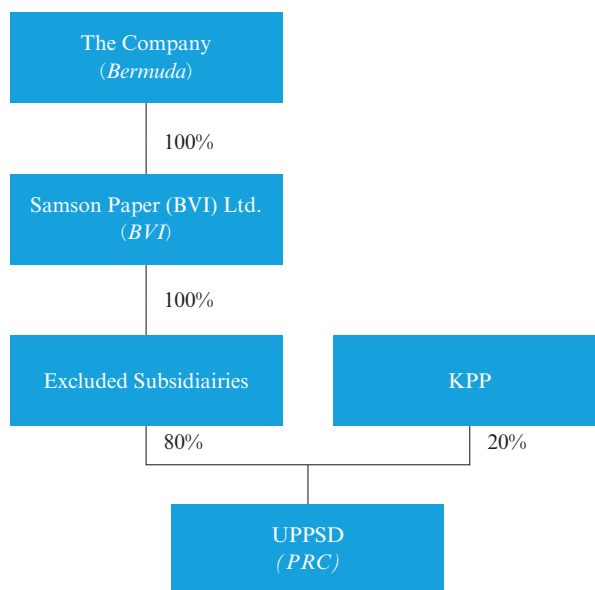 The Company
(Bermuda)
100%
Samson Paper (BVI) Ltd.
(BVI)
100%
Excluded Subsidiairies
KPP
80%
20%
UPPSD
(PRC)